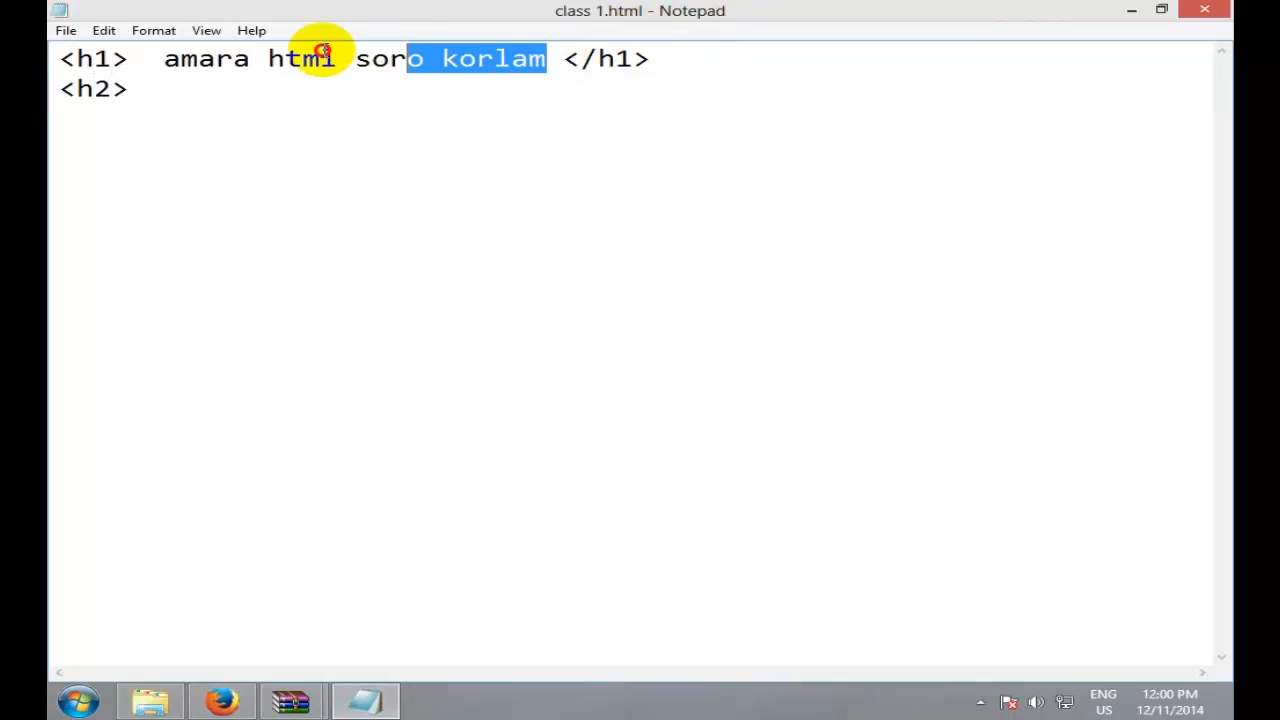 class 1.html - Notepad
File Edit Format View Help
<h1>  amara html soro korlam </h1>
<h2>
ENG
US
12:00 PM
12/11/2014